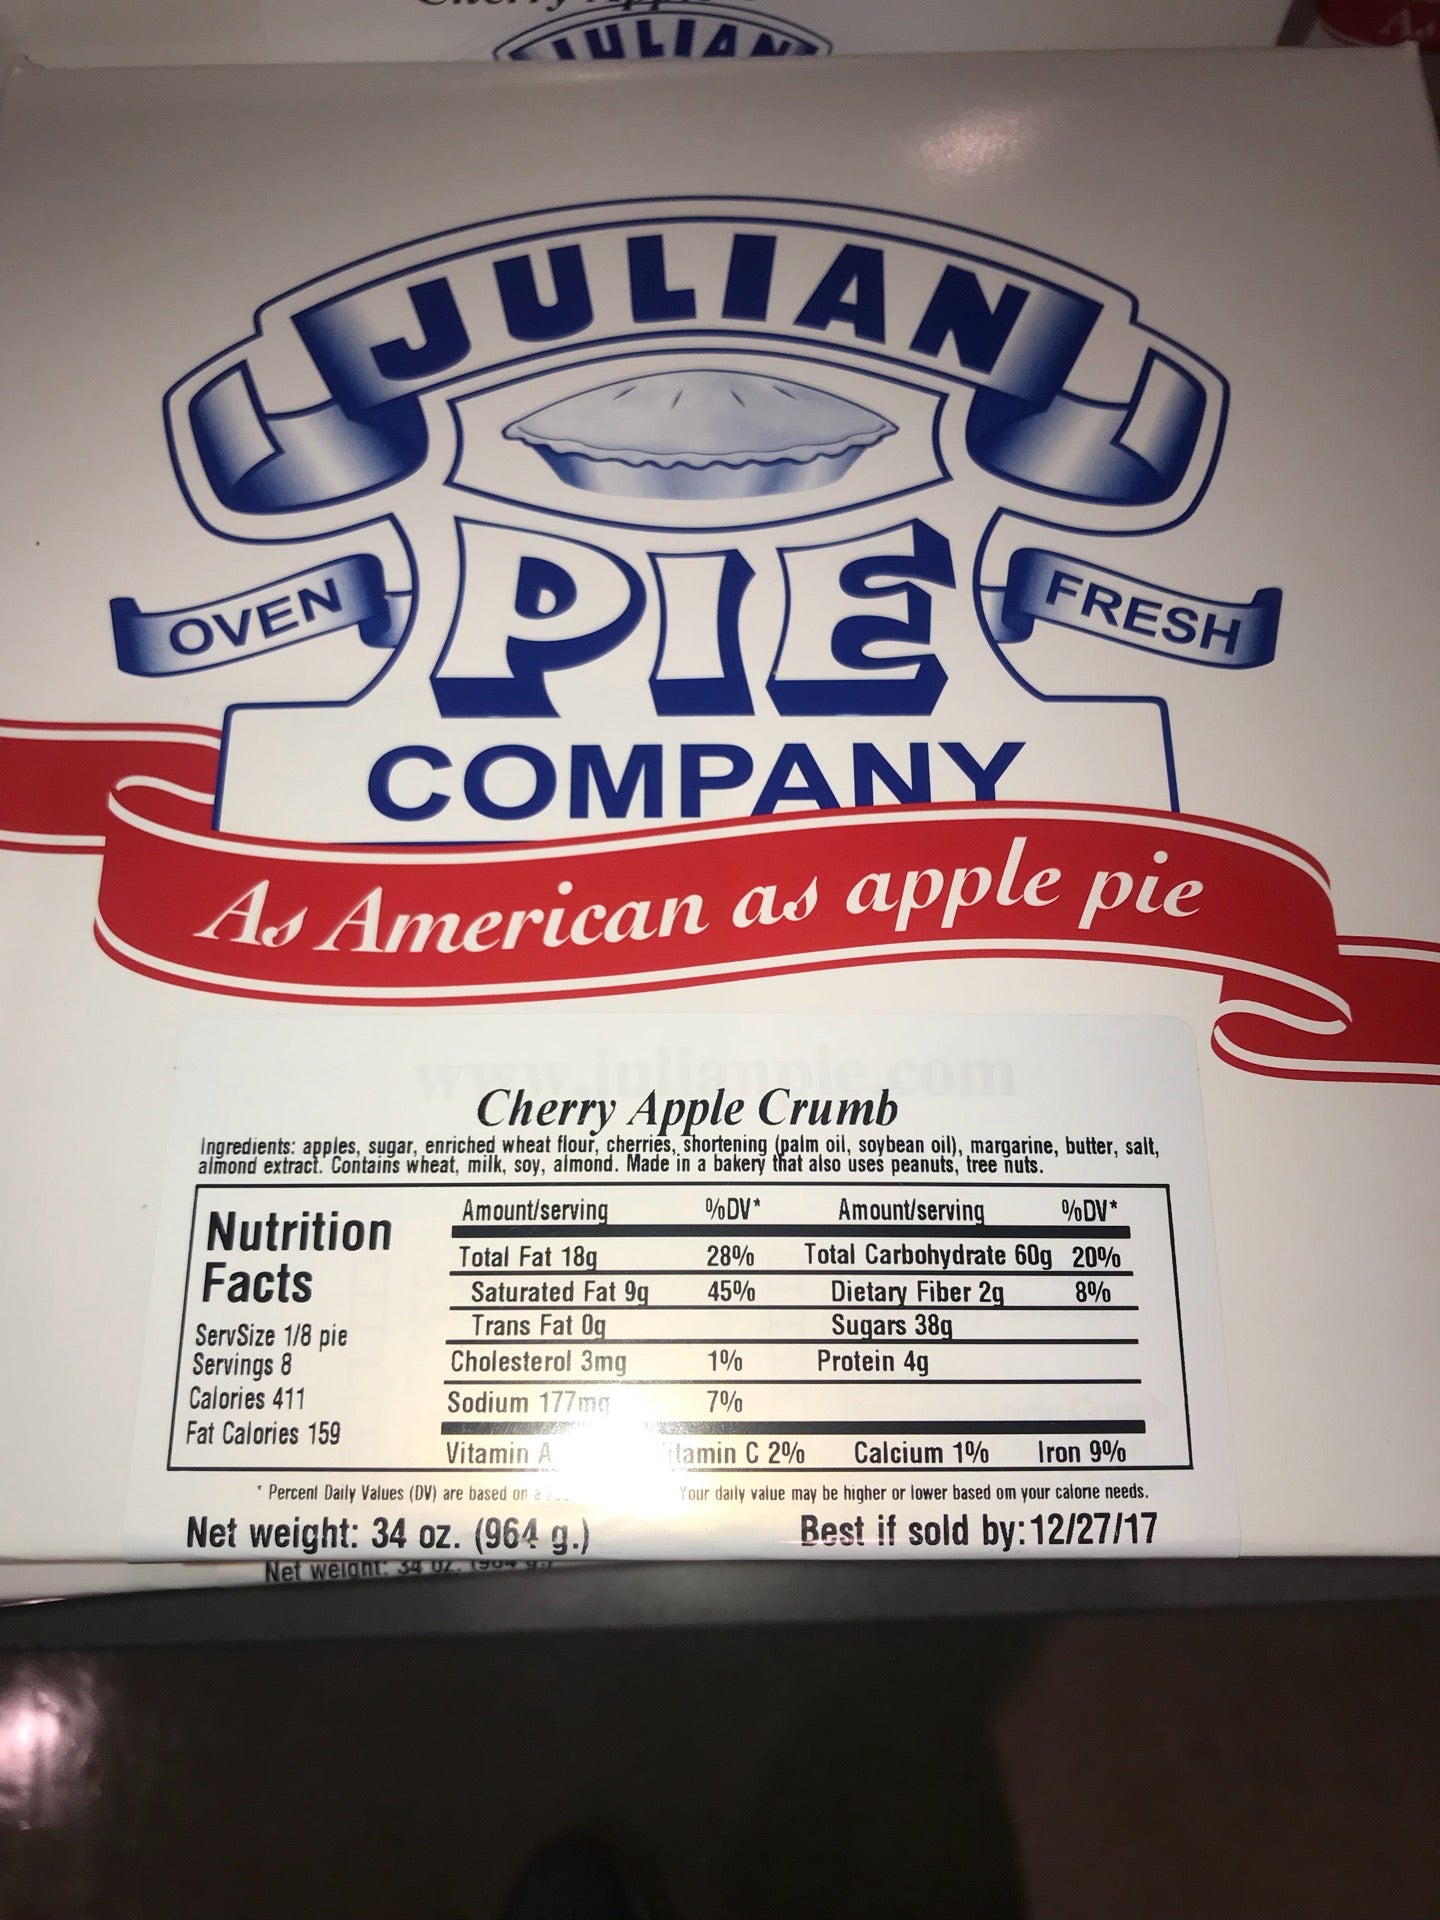 JULIAN
JULIAN
OVEN
PIE
FRESH
COMPANY
As American as apple pie
www.julianpie.com
Cherry Apple Crumb
Ingredients: apples, sugar, enriched wheat flour, cherries, shortening (palm oil, soybean oil), margarine, butter, salt,
almond extract. Contains wheat, milk, soy, almond. Made in a bakery that also uses peanuts, tree nuts.
Nutrition
Facts
ServSize 1/8 pie
Servings 8
Calories 411
Fat Calories 159
Amount/serving %DV* Amount/serving %DV*
Total Fat 18g 28% Total Carbohydrate 60g 20%
Saturated Fat 9g 45% Dietary Fiber 2g 8%
Trans Fat 0g Sugars 38g
Cholesterol 3mg 1% Protein 4g
Sodium 177mg 7%
Vitamin A Vitamin C 2% Calcium 1% Iron 9%
* Percent Daily Values (DV) are based on a Your daily value may be higher or lower based om your calorie needs.
Net weight: 34 oz. (964 g.) Best if sold by:12/27/17
Net weight: 34 oz. (964 g.)